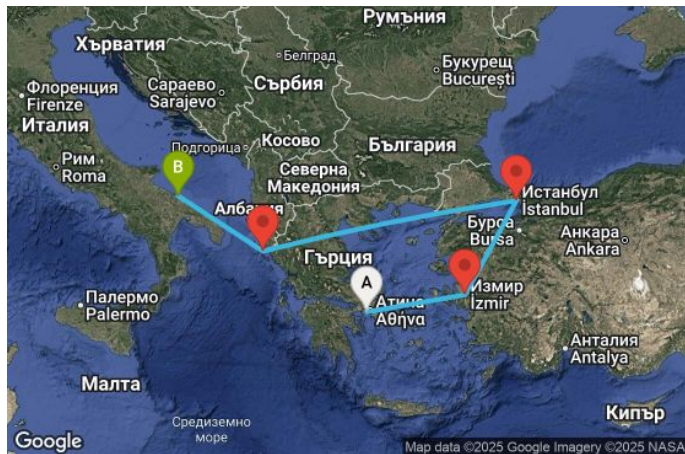 Румъния
Хърватия
Белград
Букурещ
București
Флоренция
Firenze
Сараево
Sarajevo
Сърбия
Италия
Подгорица
Косово
България
Рим
Roma
B
Северна
Македония
Албания
Истанбул
İstanbul
Бурса
Bursa
Анкара
Ankara
Гърция
A
Измир
İzmir
Атина
Αθήνα
Палермо
Palermo
Анталия
Antalya
Малта
Кипър
Средиземно
море
Google
Map data ©2025 Google Imagery ©2025 NASA